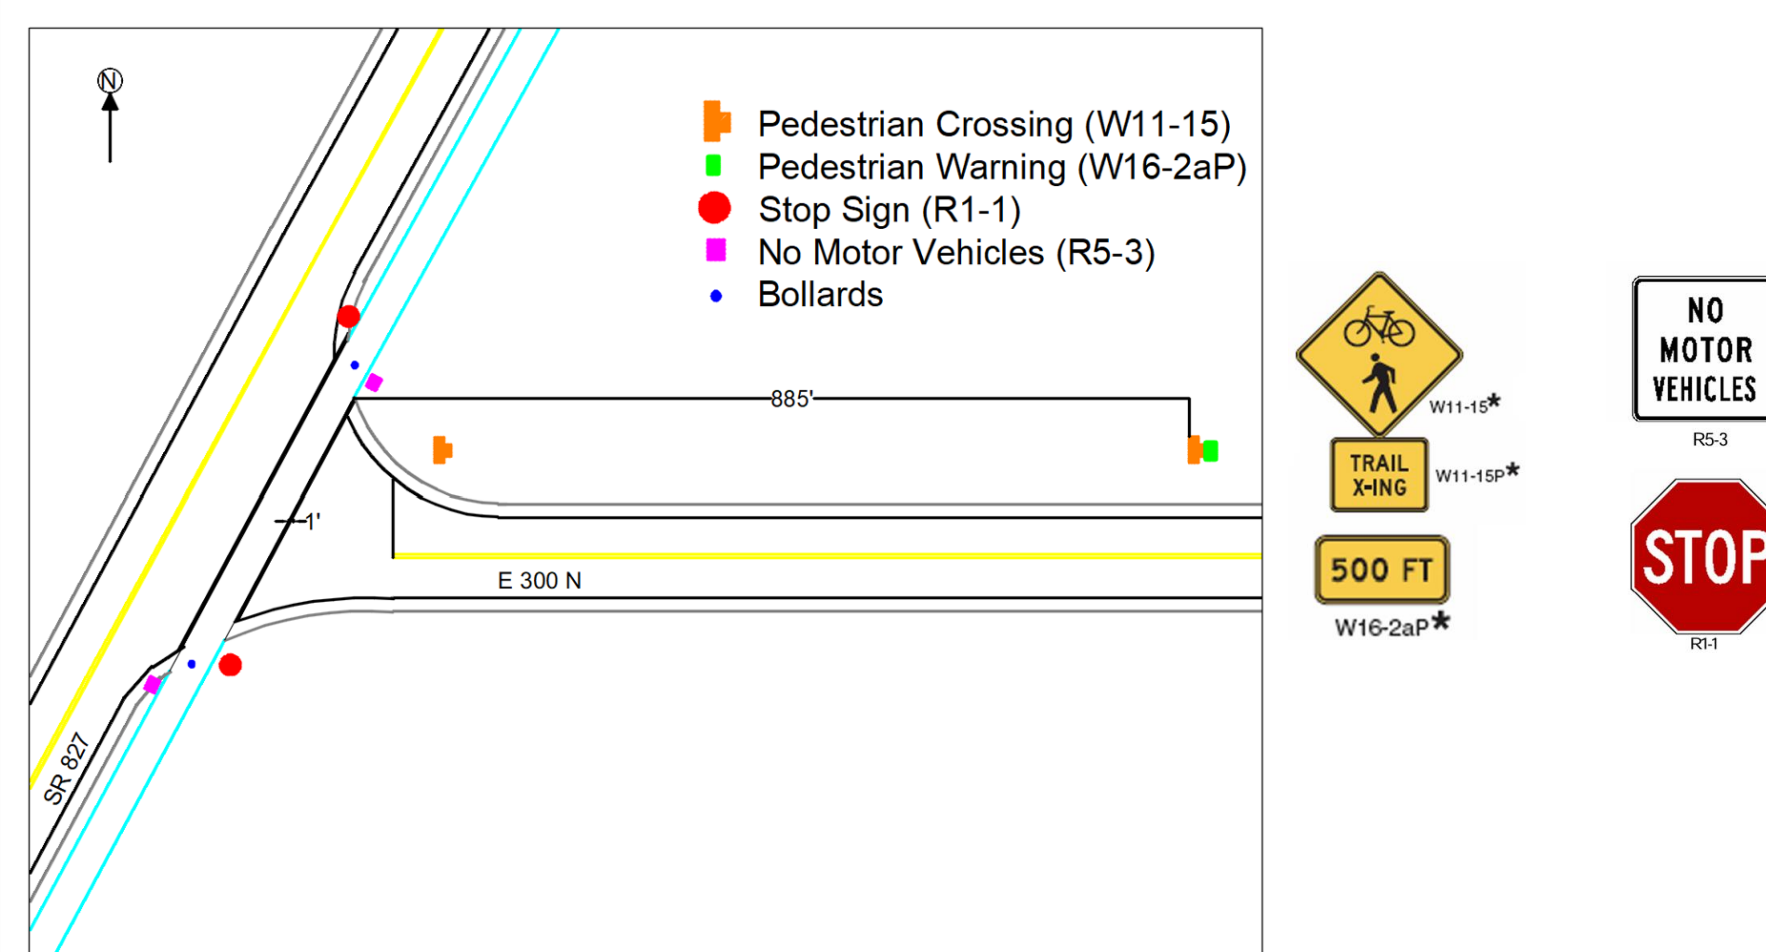 N
Pedestrian Crossing (W11-15)
Pedestrian Warning (W16-2aP)
Stop Sign (R1-1)
No Motor Vehicles (R5-3)
Bollards
885'
1'
E 300 N
SR 827
W11-15*
TRAIL
X-ING
W11-15P*
500 FT
W16-2aP*
NO
MOTOR
VEHICLES
R5-3
STOP
R1-1